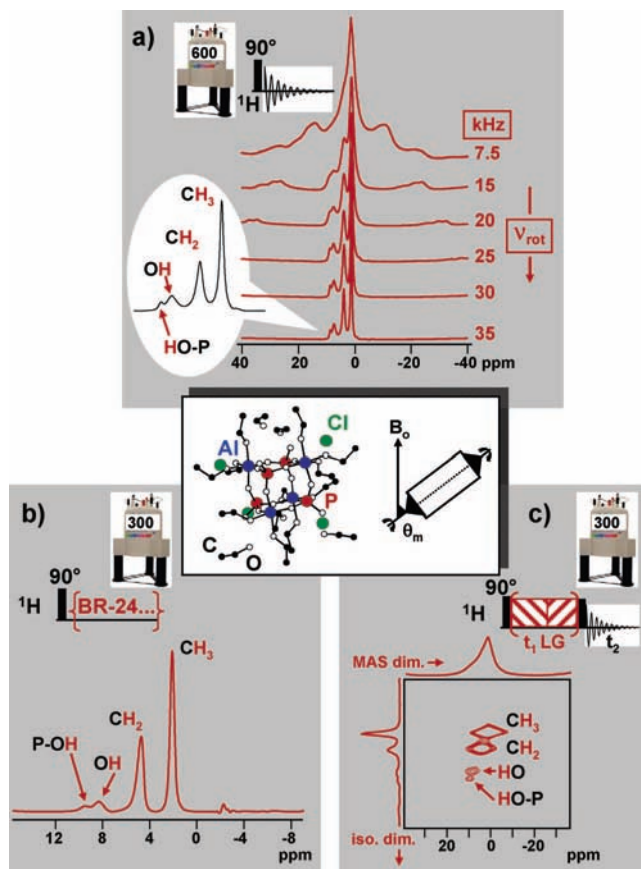 a)
600
90°
¹H
kHz
7.5
15
20
25
30
35
νrot
CH₃
CH₂
OH
HO-P
40 20 0 -20 -40 ppm
Al
Cl
P
C
O
Bo
θm
b)
300
90°
¹H
{BR-24...}
CH₃
CH₂
P-OH
OH
12 8 4 0 -4 -8
ppm
c)
300
90°
¹H
t₁ LG
t₂
MAS dim.
CH₃
CH₂
HO
HO-P
iso. dim.
20 0 -20
ppm